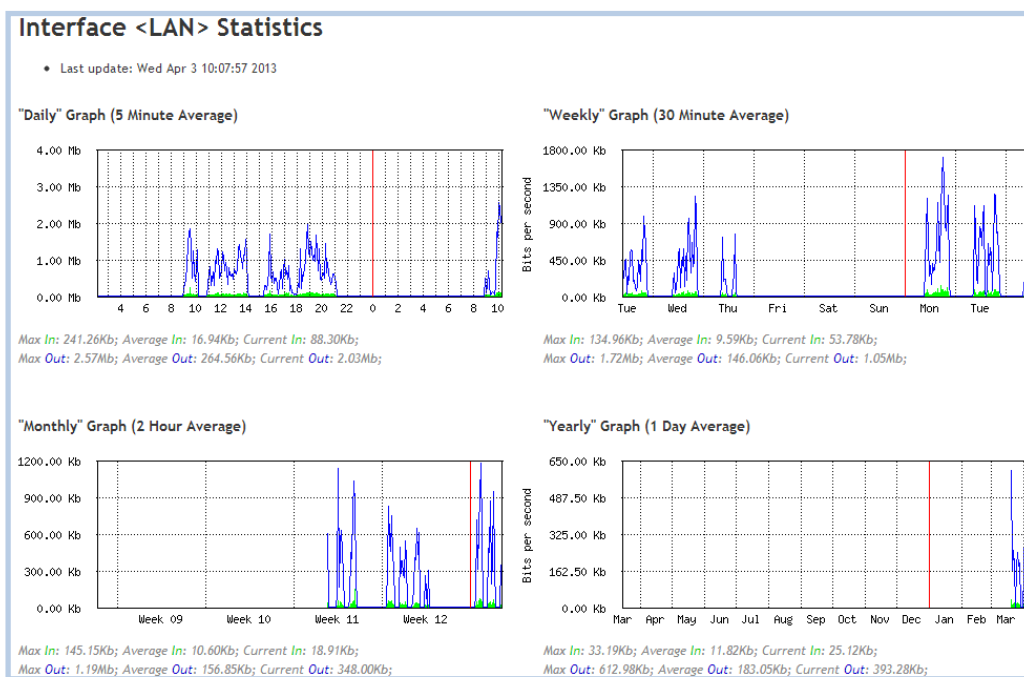 Interface <LAN> Statistics
Last update: Wed Apr 3 10:07:57 2013
"Daily" Graph (5 Minute Average)
4.00 Mb
3.00 Mb
2.00 Mb
1.00 Mb
0.00 Mb
4 6 8 10 12 14 16 18 20 22 0 2 4 6 8 10
Max In: 241.26Kb; Average In: 16.94Kb; Current In: 88.30Kb;
Max Out: 2.57Mb; Average Out: 264.56Kb; Current Out: 2.03Mb;
"Weekly" Graph (30 Minute Average)
Bits per second
1800.00 Kb
1350.00 Kb
900.00 Kb
450.00 Kb
0.00 Kb
Tue Wed Thu Fri Sat Sun Mon Tue
Max In: 134.96Kb; Average In: 9.59Kb; Current In: 53.78Kb;
Max Out: 1.72Mb; Average Out: 146.06Kb; Current Out: 1.05Mb;
"Monthly" Graph (2 Hour Average)
1200.00 Kb
900.00 Kb
600.00 Kb
300.00 Kb
0.00 Kb
Week 09 Week 10 Week 11 Week 12
Max In: 145.15Kb; Average In: 10.60Kb; Current In: 18.91Kb;
Max Out: 1.19Mb; Average Out: 156.85Kb; Current Out: 348.00Kb;
"Yearly" Graph (1 Day Average)
Bits per second
650.00 Kb
487.50 Kb
325.00 Kb
162.50 Kb
0.00 Kb
Mar Apr May Jun Jul Aug Sep Oct Nov Dec Jan Feb Mar
Max In: 33.19Kb; Average In: 11.82Kb; Current In: 25.12Kb;
Max Out: 612.98Kb; Average Out: 183.05Kb; Current Out: 393.28Kb;